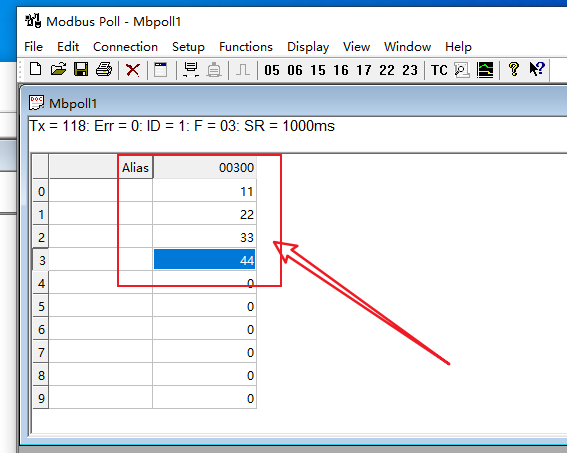 Modbus Poll - Mbpoll1
File Edit Connection Setup Functions Display View Window Help
05 06 15 16 17 22 23 TC
Mbpoll1
Tx = 118: Err = 0: ID = 1: F = 03: SR = 1000ms
Alias 00300
0 11
1 22
2 33
3 44
4 0
5 0
6 0
7 0
8 0
9 0